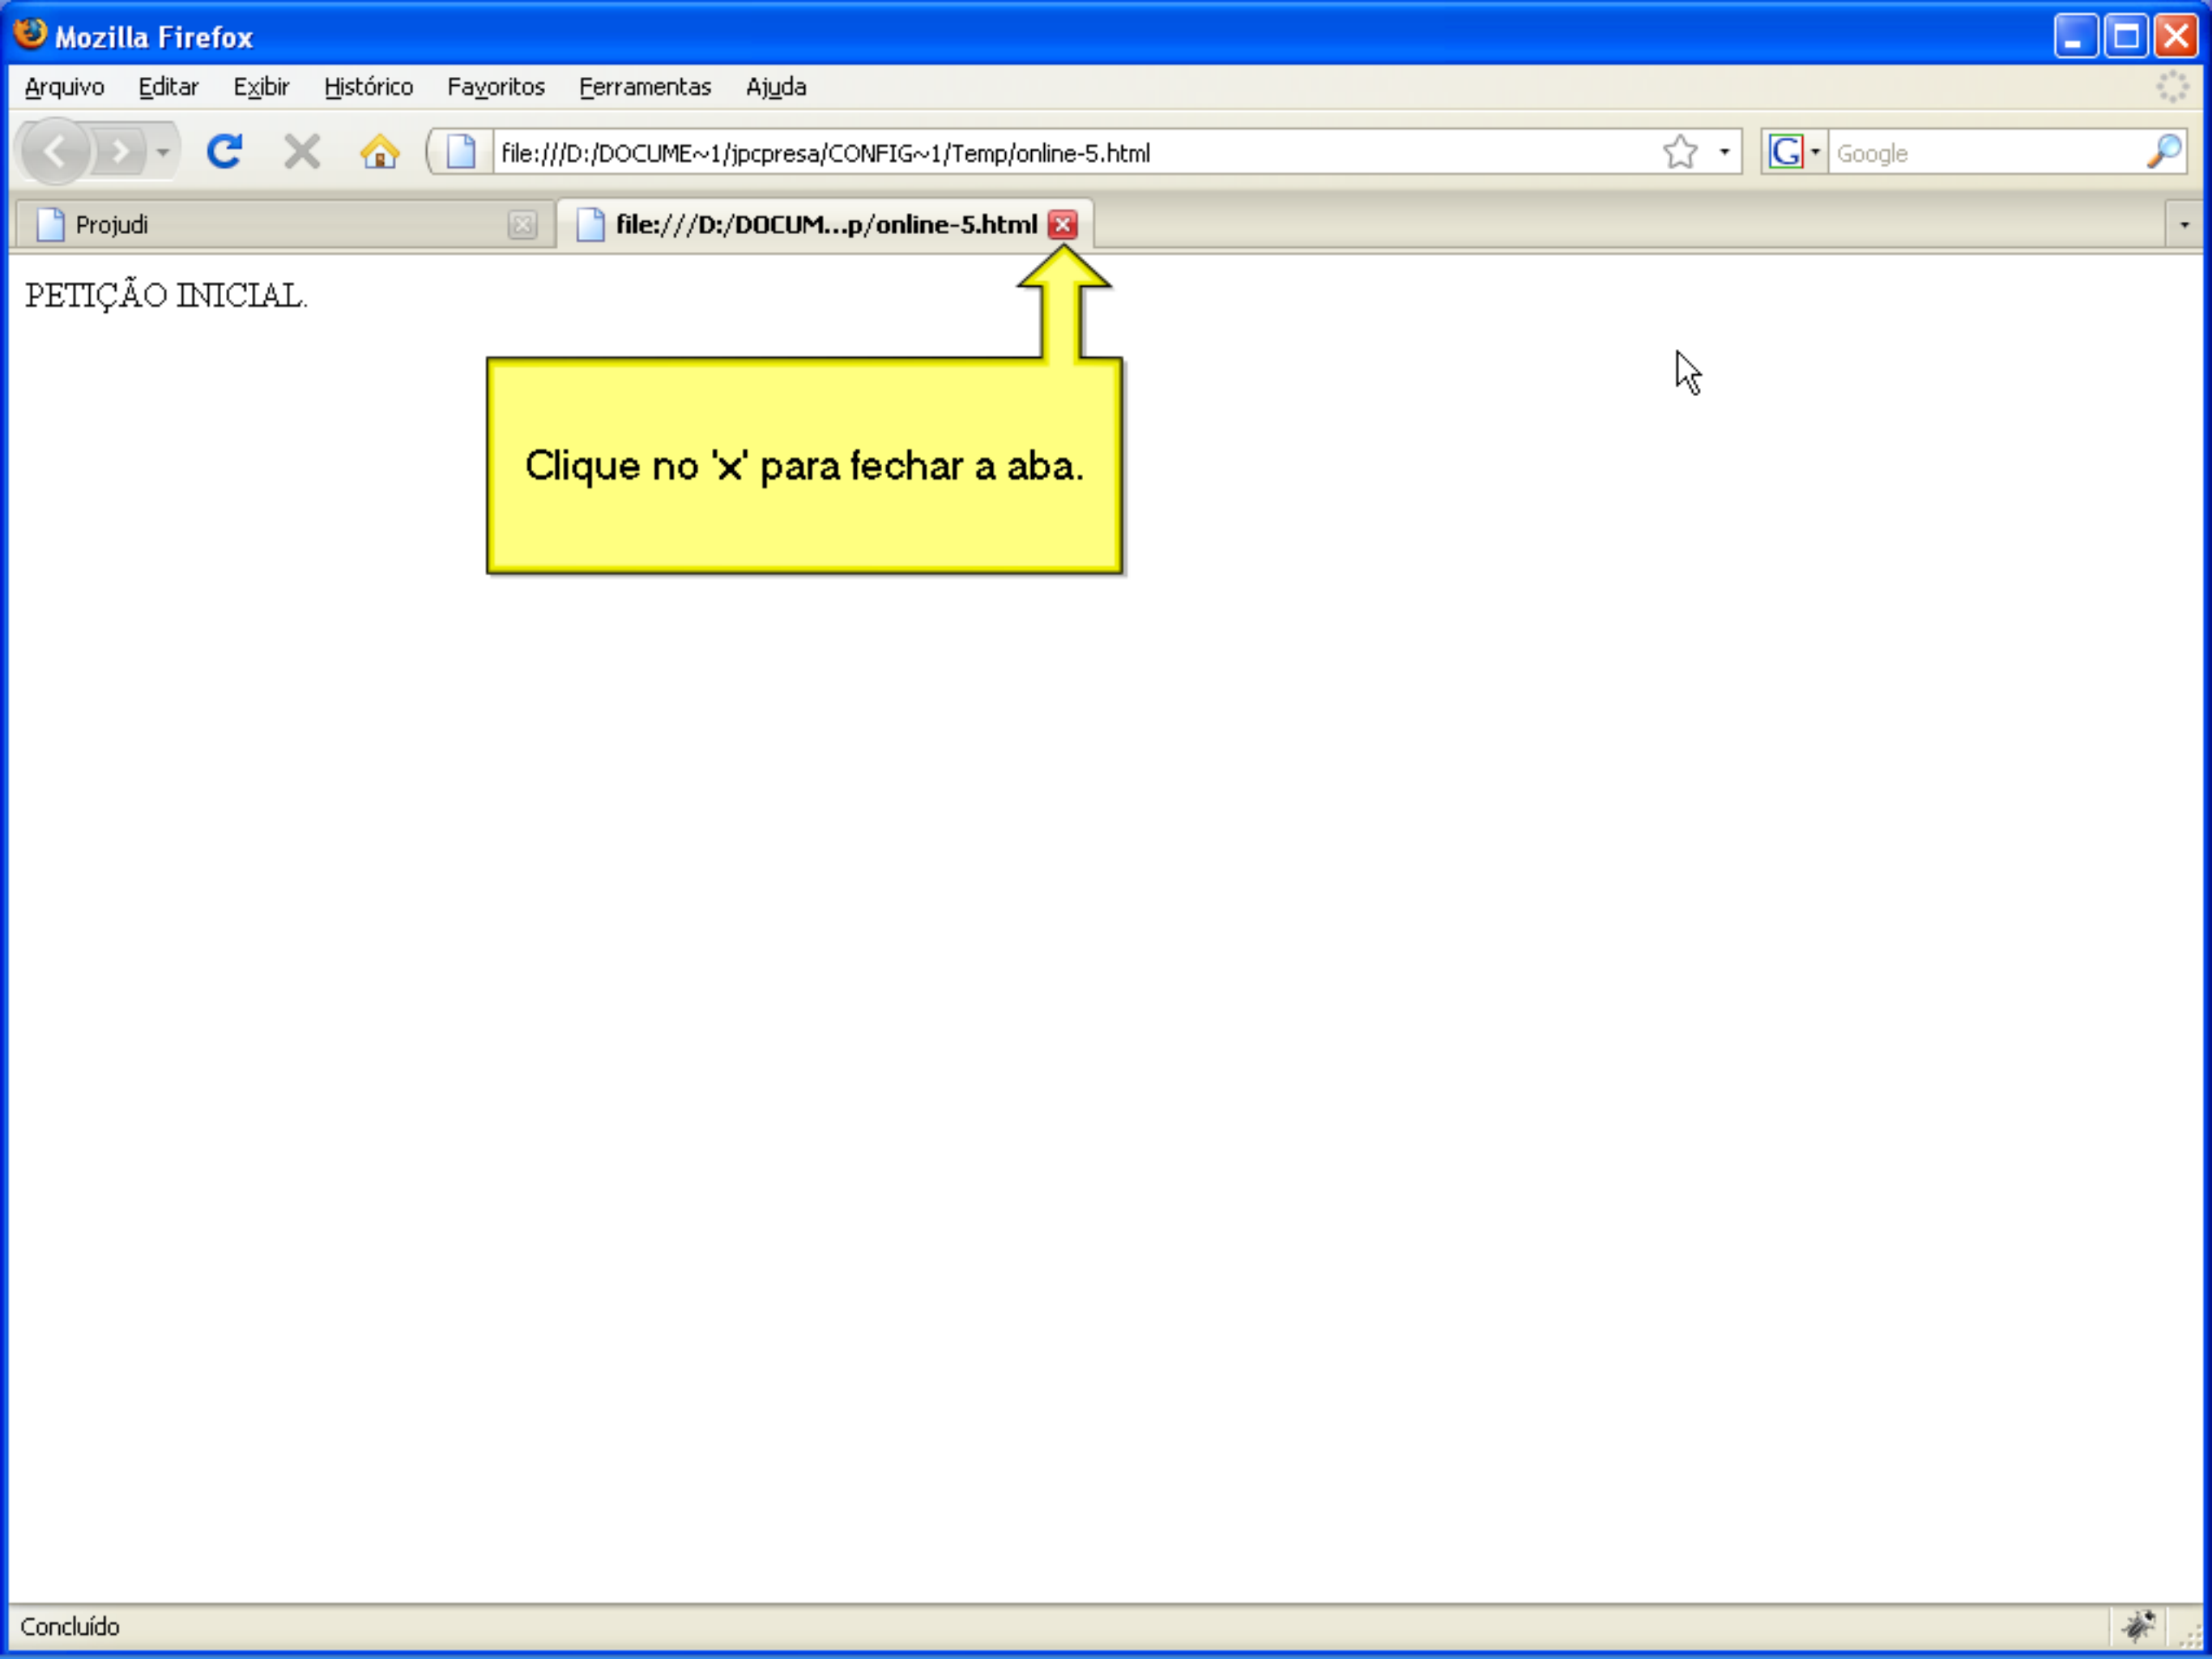 Mozilla Firefox
Arquivo Editar Exibir Histórico Favoritos Ferramentas Ajuda
file:///D:/DOCUME~1/jpcpresa/CONFIG~1/Temp/online-5.html
Google
Projudi
file:///D:/DOCUM...p/online-5.html
PETIÇÃO INICIAL.
Clique no 'x' para fechar a aba.
Concluído